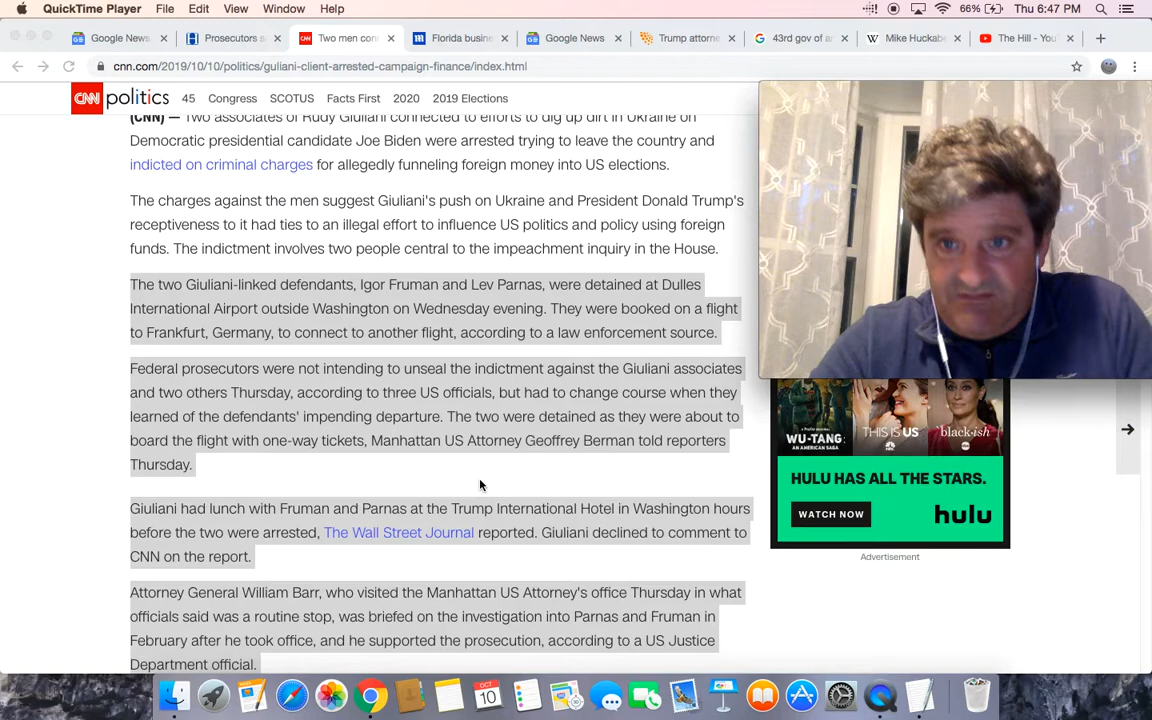 QuickTime Player File Edit View Window Help 66% Thu 6:47 PM
Google News Prosecutors s Two men con Florida busine Google News Trump attorne 43rd gov of a Mike Huckab The Hill - You
cnn.com/2019/10/10/politics/guliani-client-arrested-campaign-finance/index.html
CNN politics 45 Congress SCOTUS Facts First 2020 2019 Elections
(CNN) — Two associates of Rudy Giuliani connected to efforts to dig up dirt in Ukraine on
Democratic presidential candidate Joe Biden were arrested trying to leave the country and
indicted on criminal charges for allegedly funneling foreign money into US elections.
The charges against the men suggest Giuliani's push on Ukraine and President Donald Trump's
receptiveness to it had ties to an illegal effort to influence US politics and policy using foreign
funds. The indictment involves two people central to the impeachment inquiry in the House.
The two Giuliani-linked defendants, Igor Fruman and Lev Parnas, were detained at Dulles
International Airport outside Washington on Wednesday evening. They were booked on a flight
to Frankfurt, Germany, to connect to another flight, according to a law enforcement source.
Federal prosecutors were not intending to unseal the indictment against the Giuliani associates
and two others Thursday, according to three US officials, but had to change course when they
learned of the defendants' impending departure. The two were detained as they were about to
board the flight with one-way tickets, Manhattan US Attorney Geoffrey Berman told reporters
Thursday.
Giuliani had lunch with Fruman and Parnas at the Trump International Hotel in Washington hours
before the two were arrested, The Wall Street Journal reported. Giuliani declined to comment to
CNN on the report.
Attorney General William Barr, who visited the Manhattan US Attorney's office Thursday in what
officials said was a routine stop, was briefed on the investigation into Parnas and Fruman in
February after he took office, and he supported the prosecution, according to a US Justice
Department official.
WU-TANG
AN AMERICAN SAGA
THIS IS US
black-ish
HULU HAS ALL THE STARS.
WATCH NOW hulu
Advertisement
OCT
10